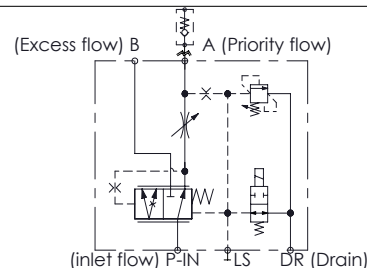 (Excess flow) B
A (Priority flow)
(inlet flow) P-IN
LS
DR (Drain)